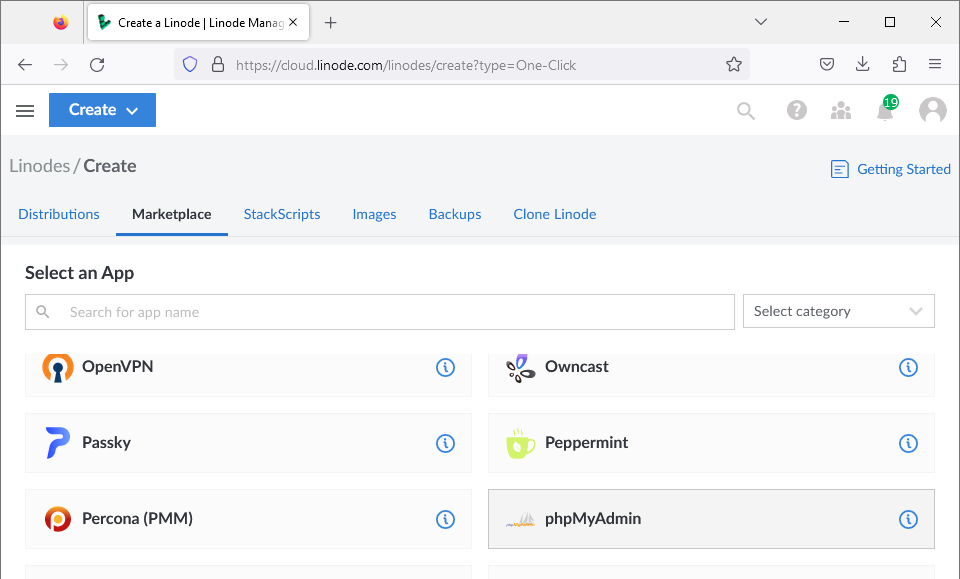 Create a Linode | Linode Manag
https://cloud.linode.com/linodes/create?type=One-Click
Create
19
Linodes / Create
Getting Started
Distributions Marketplace StackScripts Images Backups Clone Linode
Select an App
Search for app name
Select category
OpenVPN
Owncast
Passky
Peppermint
Percona (PMM)
phpMyAdmin